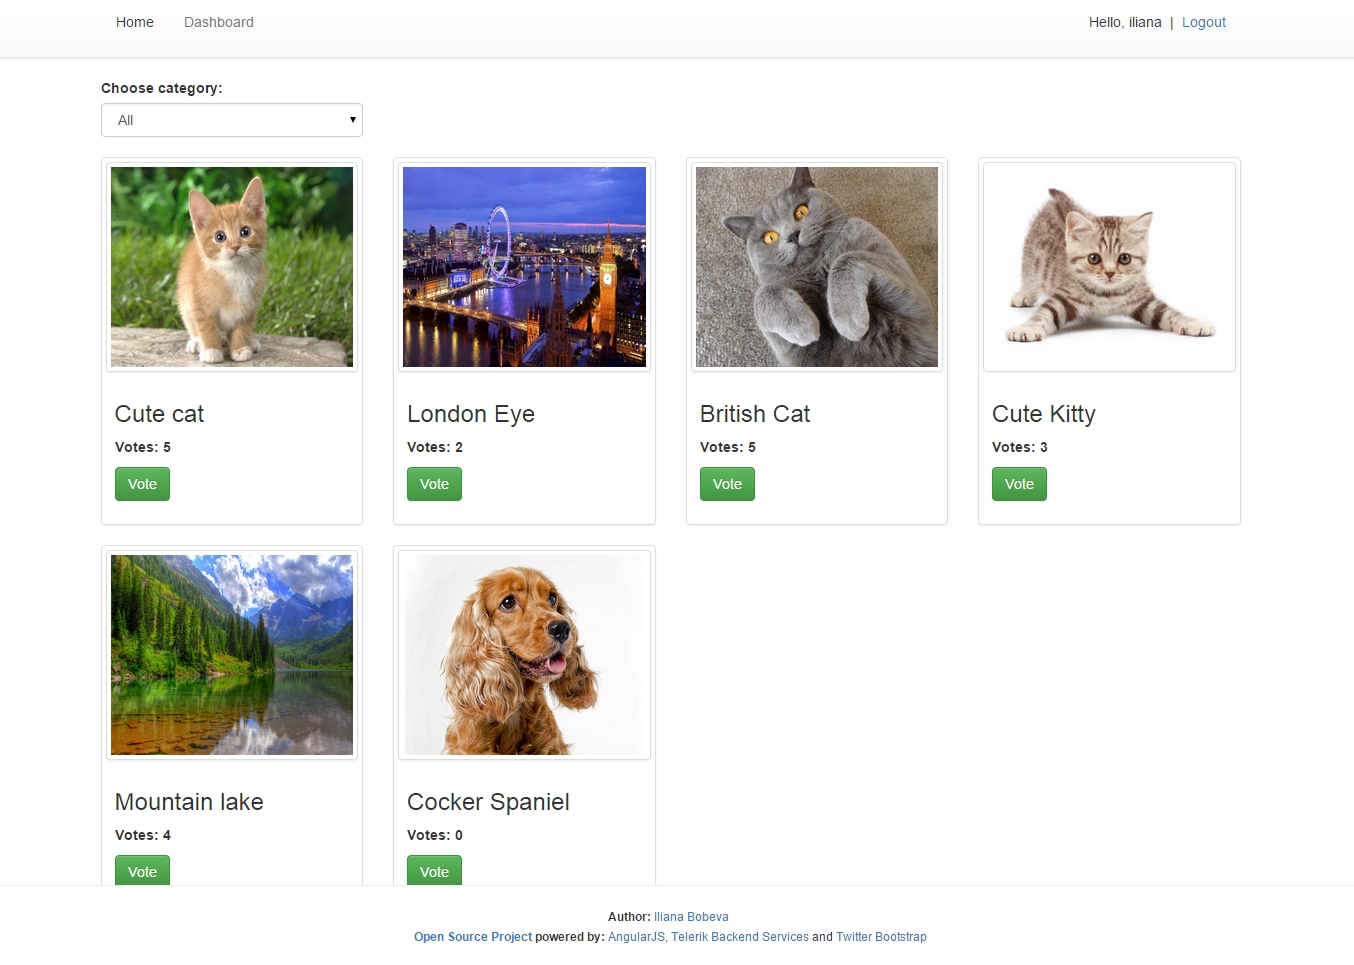 Home Dashboard Hello, iliana | Logout
Choose category:
All
Cute cat
Votes: 5
Vote
London Eye
Votes: 2
Vote
British Cat
Votes: 5
Vote
Cute Kitty
Votes: 3
Vote
Mountain lake
Votes: 4
Vote
Cocker Spaniel
Votes: 0
Vote
Author: Iliana Bobeva
Open Source Project powered by: AngularJS, Telerik Backend Services and Twitter Bootstrap